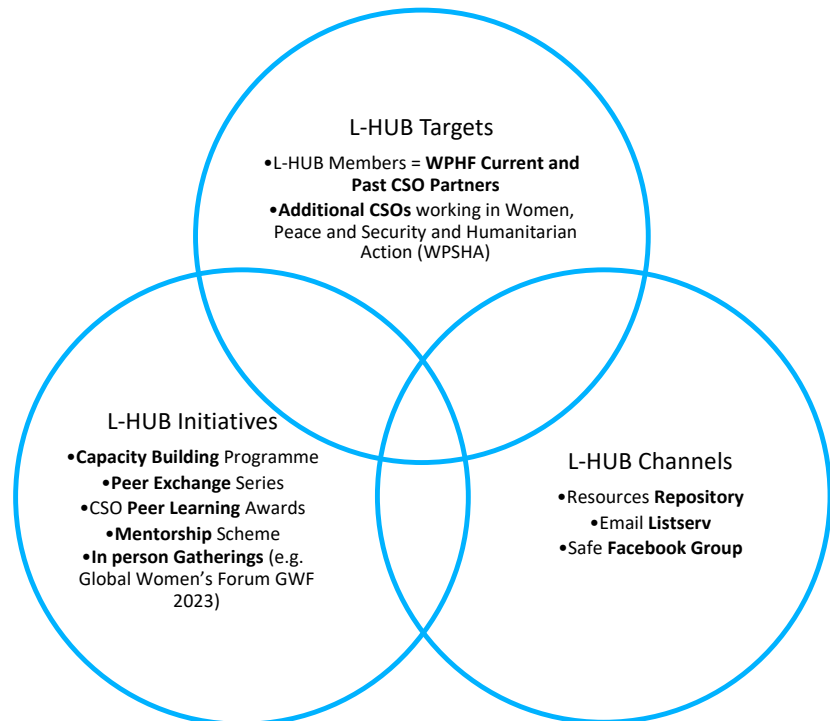 L-HUB Targets
•L-HUB Members = WPHF Current and
Past CSO Partners
•Additional CSOs working in Women,
Peace and Security and Humanitarian
Action (WPSHA)
L-HUB Initiatives
•Capacity Building Programme
•Peer Exchange Series
•CSO Peer Learning Awards
•Mentorship Scheme
•In person Gatherings (e.g.
Global Women’s Forum GWF
2023)
L-HUB Channels
•Resources Repository
•Email Listserv
•Safe Facebook Group